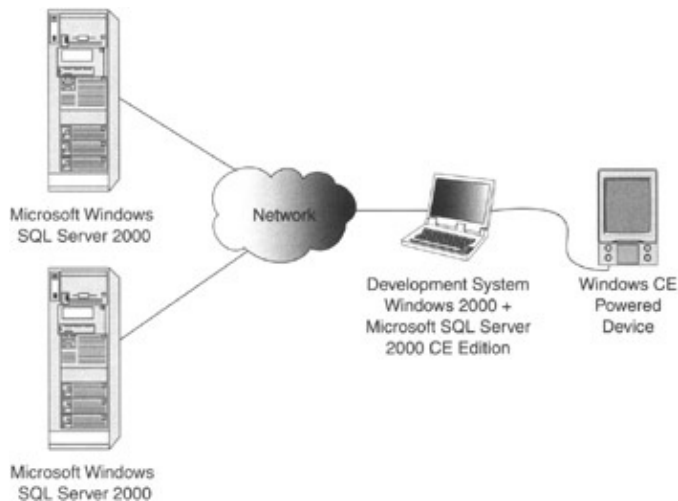 Microsoft Windows
SQL Server 2000
Network
Development System
Windows 2000 +
Microsoft SQL Server
2000 CE Edition
Windows CE
Powered
Device
Microsoft Windows
SQL Server 2000